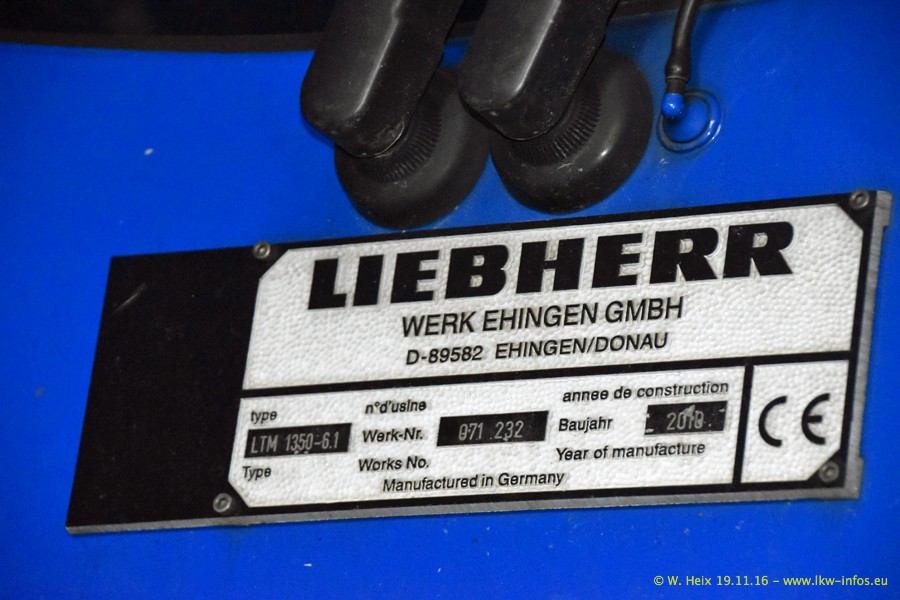 LIEBHERR
WERK EHINGEN GMBH
D-89582 EHINGEN/DONAU
type
LTM 1350-6.1
Type
n°d'usine
Werk-Nr. 071 232
Works No.
annee de construction
Baujahr 2010
Year of manufacture
Manufactured in Germany
CE
© W. Heix 19.11.16 – www.lkw-infos.eu